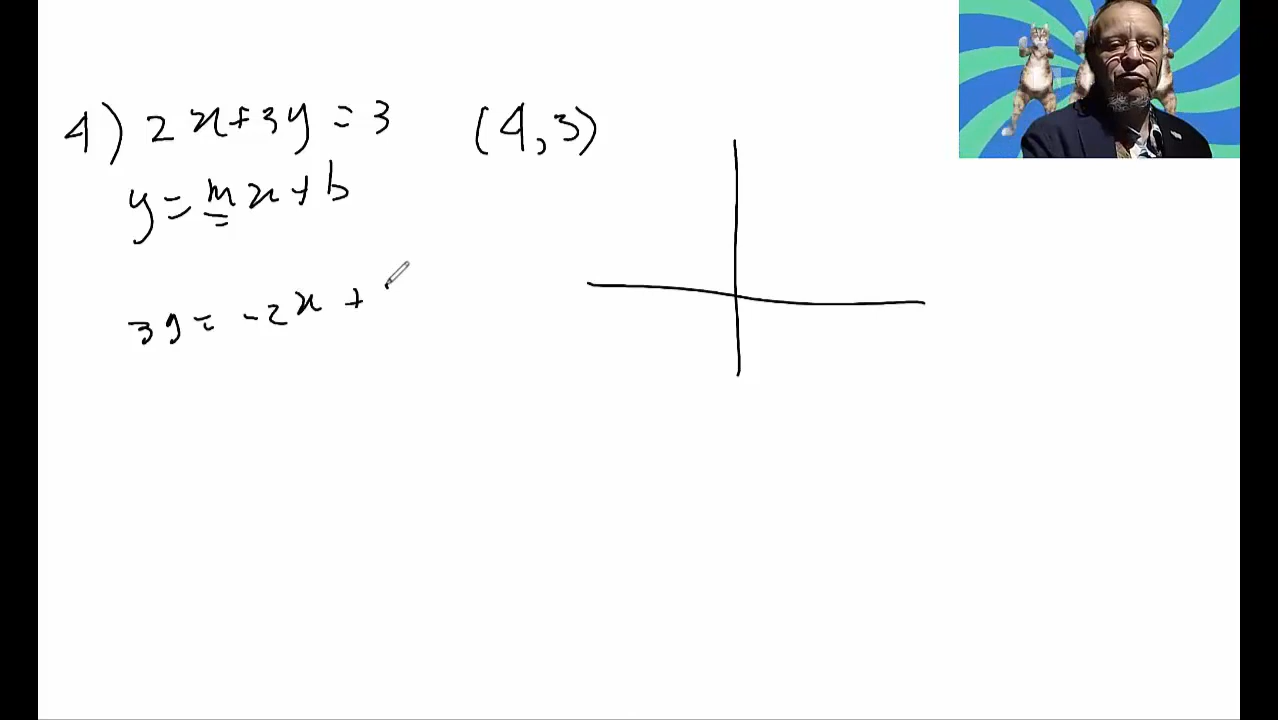 4) 2x+3y = 3 (4,3)
y = mx + b
3y = -2x +